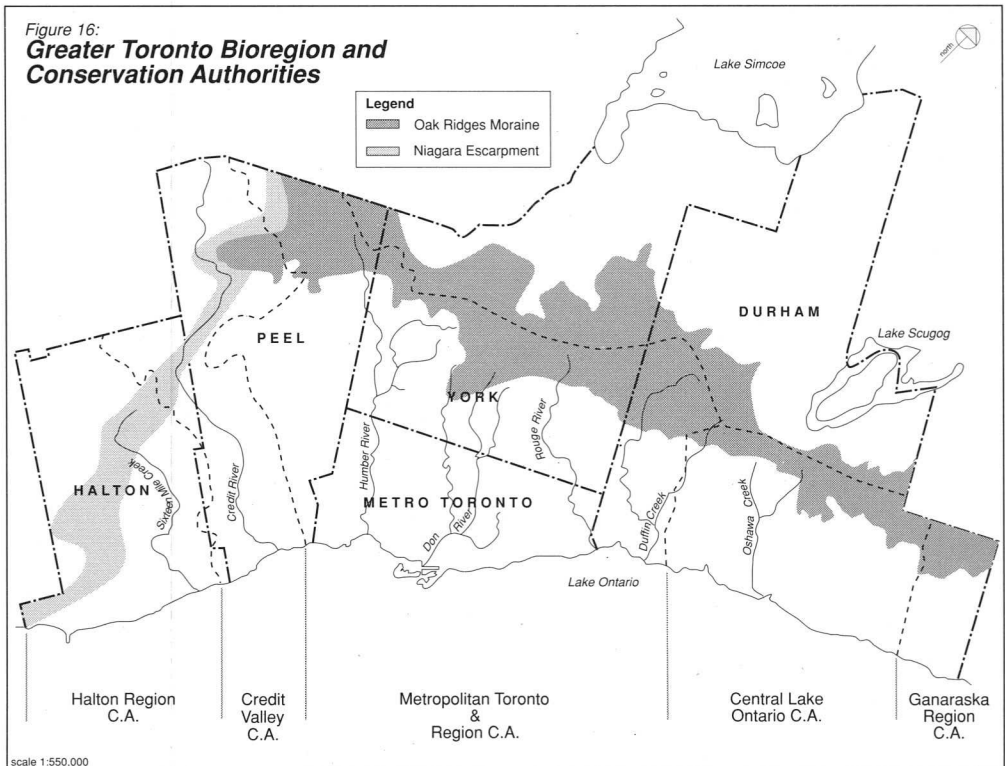 Figure 16:
Greater Toronto Bioregion and
Conservation Authorities
north
Lake Simcoe
Legend
Oak Ridges Moraine
Niagara Escarpment
DURHAM
Lake Scugog
PEEL
YORK
HALTON
Sixteen Mile Creek
Credit River
Humber River
Don River
Rouge River
METRO TORONTO
Duffin Creek
Oshawa Creek
Lake Ontario
Halton Region
C.A.
Credit
Valley
C.A.
Metropolitan Toronto
&
Region C.A.
Central Lake
Ontario C.A.
Ganaraska
Region
C.A.
scale 1:550,000